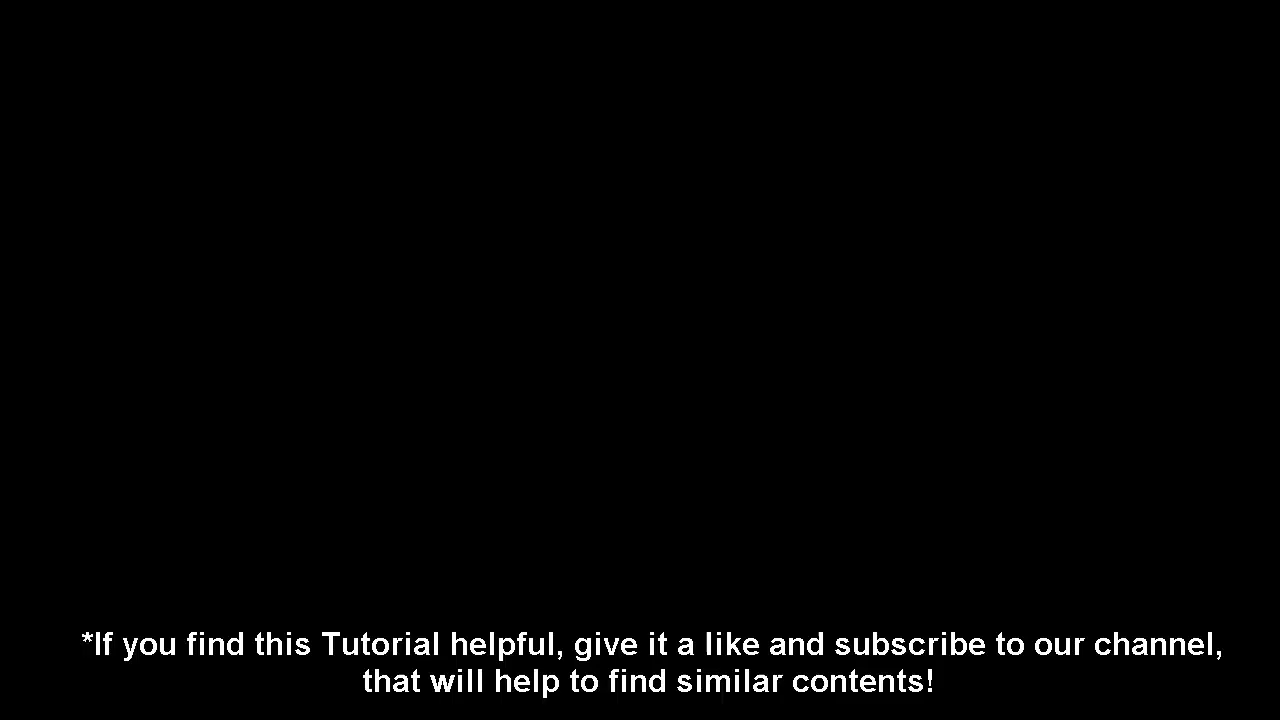 *If you find this Tutorial helpful, give it a like and subscribe to our channel,
that will help to find similar contents!